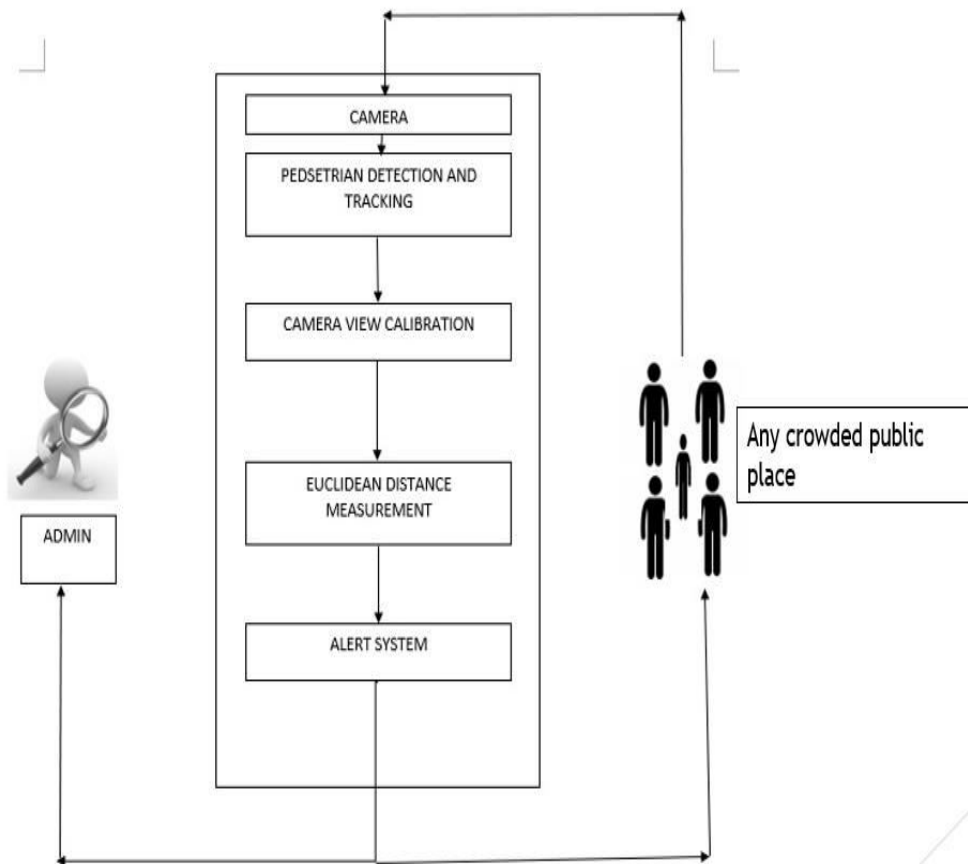 CAMERA
PEDSETRIAN DETECTION AND
TRACKING
CAMERA VIEW CALIBRATION
EUCLIDEAN DISTANCE
MEASUREMENT
ALERT SYSTEM
ADMIN
Any crowded public
place